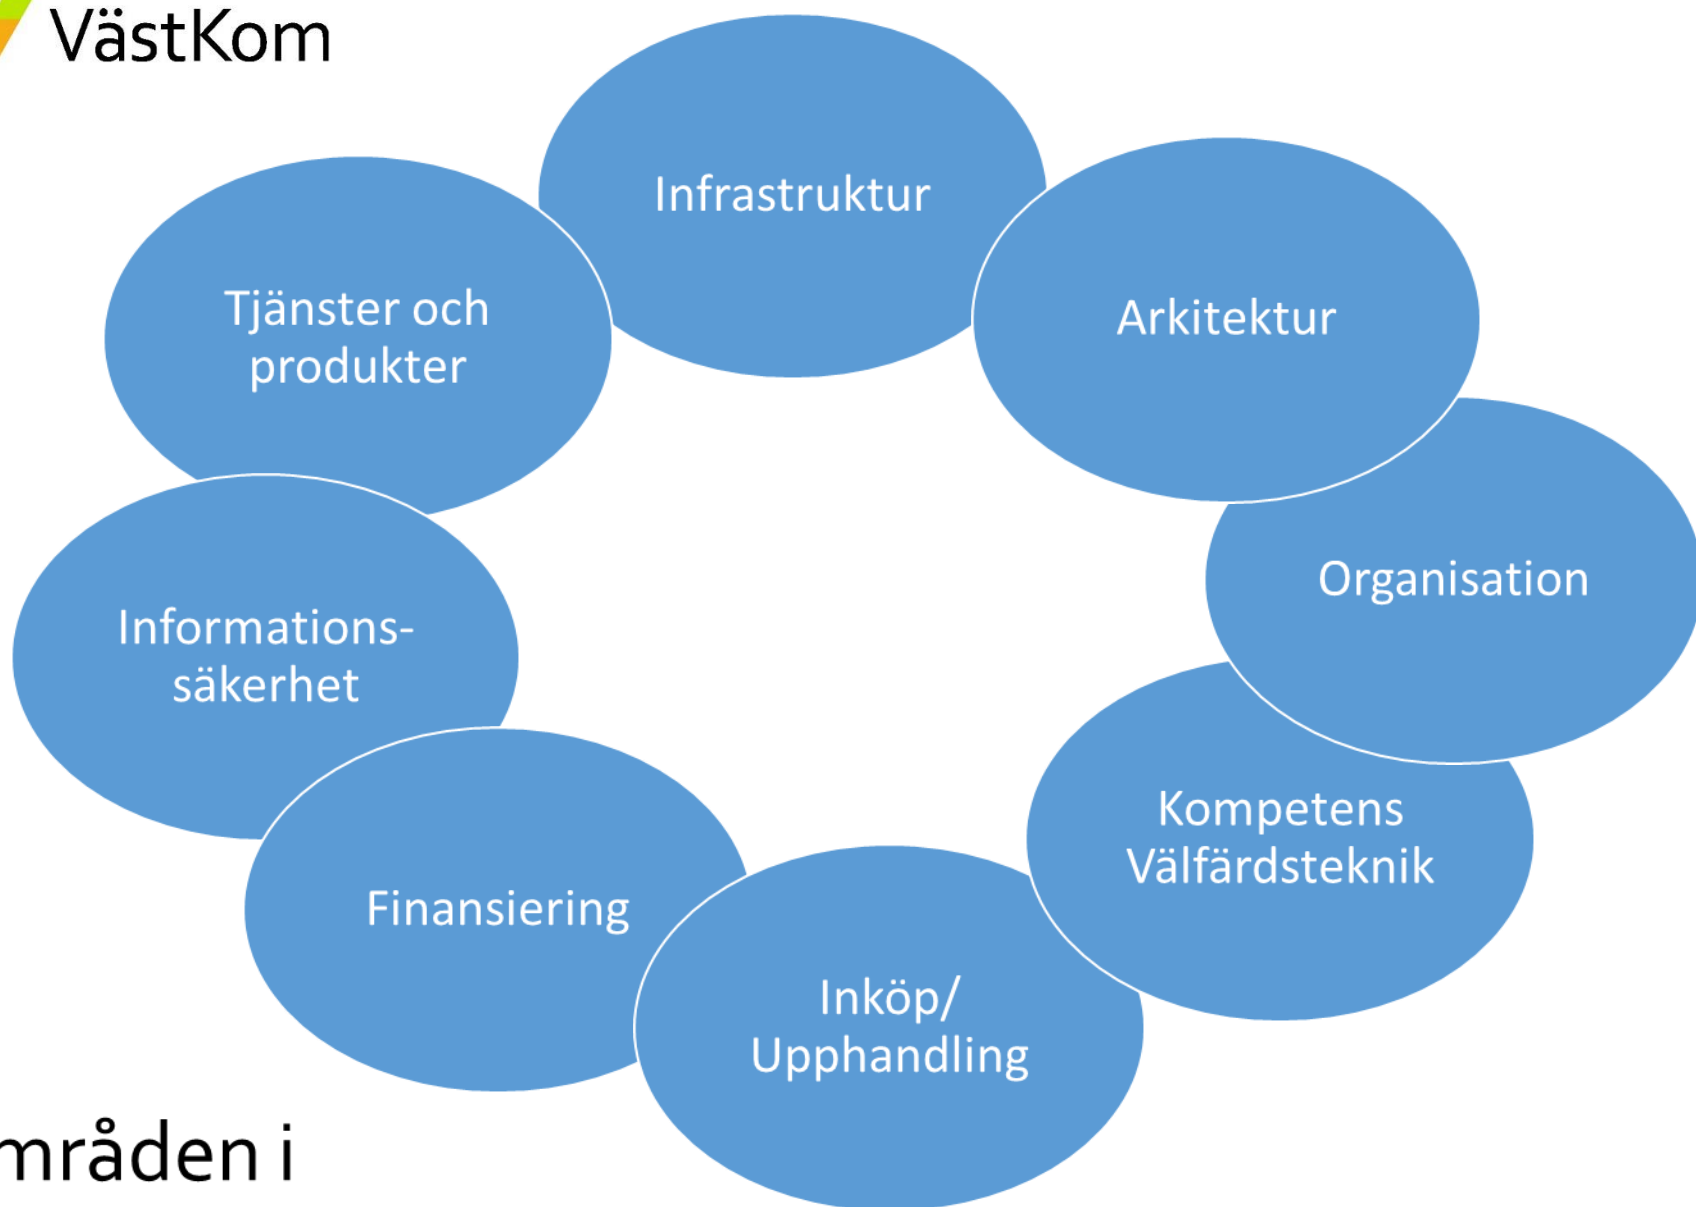 VästKom
Infrastruktur
Arkitektur
Tjänster och
produkter
Organisation
Informations-
säkerhet
Kompetens
Välfärdsteknik
Finansiering
Inköp/
Upphandling
mråden i